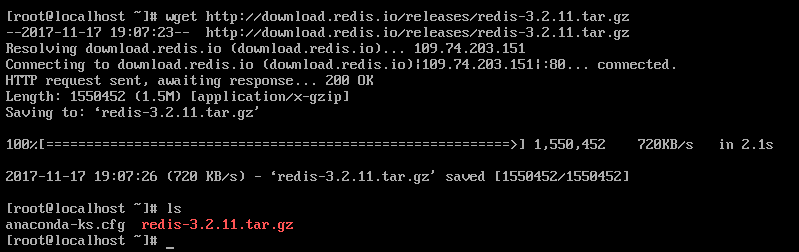 [root@localhost ~]# wget http://download.redis.io/releases/redis-3.2.11.tar.gz
--2017-11-17 19:07:23--  http://download.redis.io/releases/redis-3.2.11.tar.gz
Resolving download.redis.io (download.redis.io)... 109.74.203.151
Connecting to download.redis.io (download.redis.io)|109.74.203.151|:80... connected.
HTTP request sent, awaiting response... 200 OK
Length: 1550452 (1.5M) [application/x-gzip]
Saving to: ‘redis-3.2.11.tar.gz’
100%[=========================================================>] 1,550,452    720KB/s   in 2.1s
2017-11-17 19:07:26 (720 KB/s) - ‘redis-3.2.11.tar.gz’ saved [1550452/1550452]
[root@localhost ~]# ls
anaconda-ks.cfg  redis-3.2.11.tar.gz
[root@localhost ~]# _